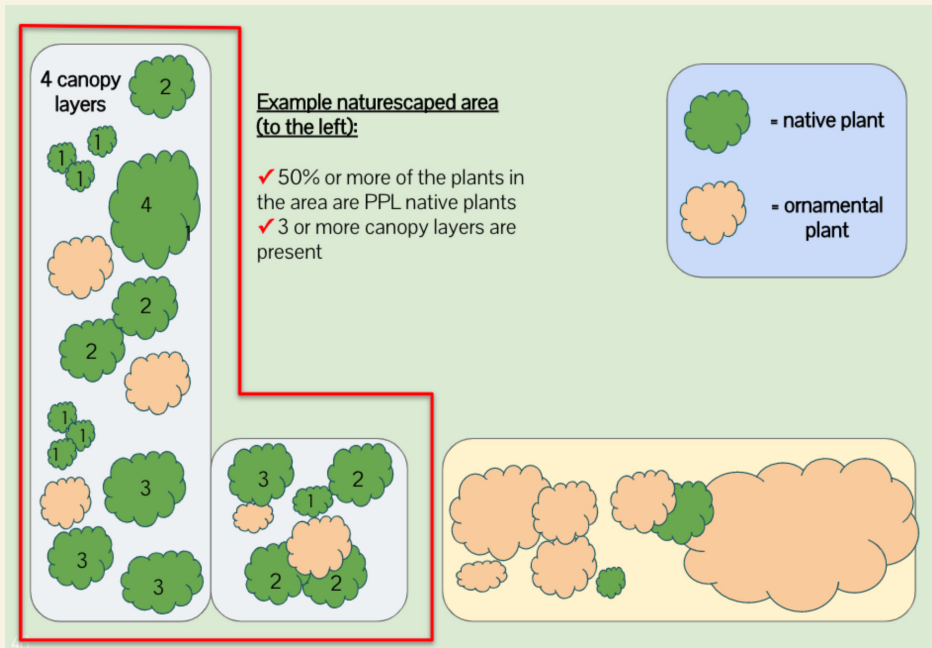 4 canopy
layers
2
1
1
1
4
1
2
2
1
1
1
3
3
3
Example naturescaped area
(to the left):
✓ 50% or more of the plants in
the area are PPL native plants
✓ 3 or more canopy layers are
present
= native plant
= ornamental
plant
3
2
1
2
2